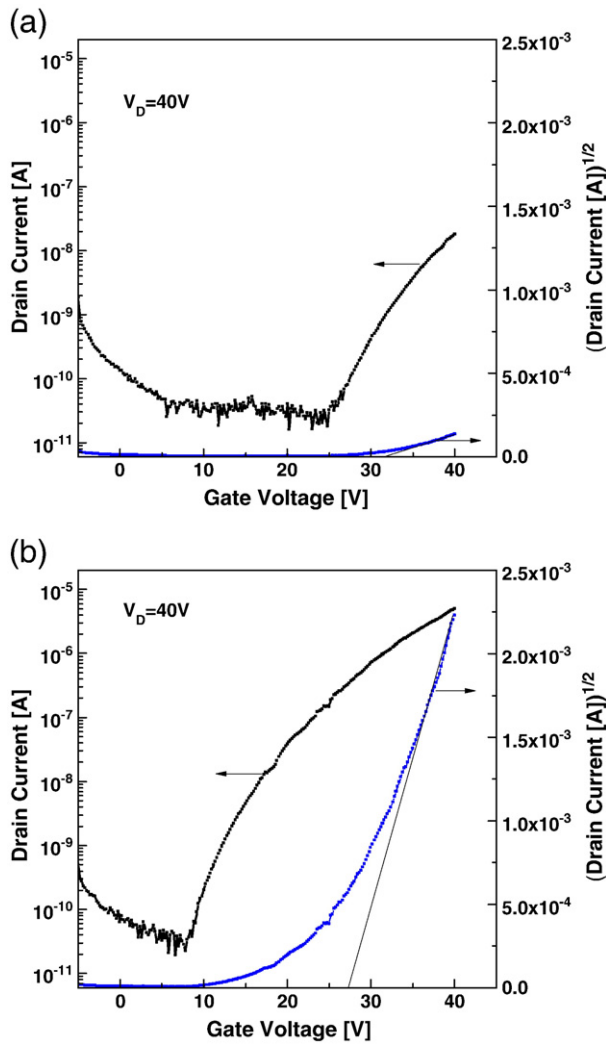 (a)
V_D=40V
Drain Current [A]
10^-5
10^-6
10^-7
10^-8
10^-9
10^-10
10^-11
2.5x10^-3
2.0x10^-3
1.5x10^-3
1.0x10^-3
5.0x10^-4
0.0
(Drain Current [A])^1/2
0 10 20 30 40
Gate Voltage [V]
(b)
V_D=40V
Drain Current [A]
10^-5
10^-6
10^-7
10^-8
10^-9
10^-10
10^-11
2.5x10^-3
2.0x10^-3
1.5x10^-3
1.0x10^-3
5.0x10^-4
0.0
(Drain Current [A])^1/2
0 10 20 30 40
Gate Voltage [V]